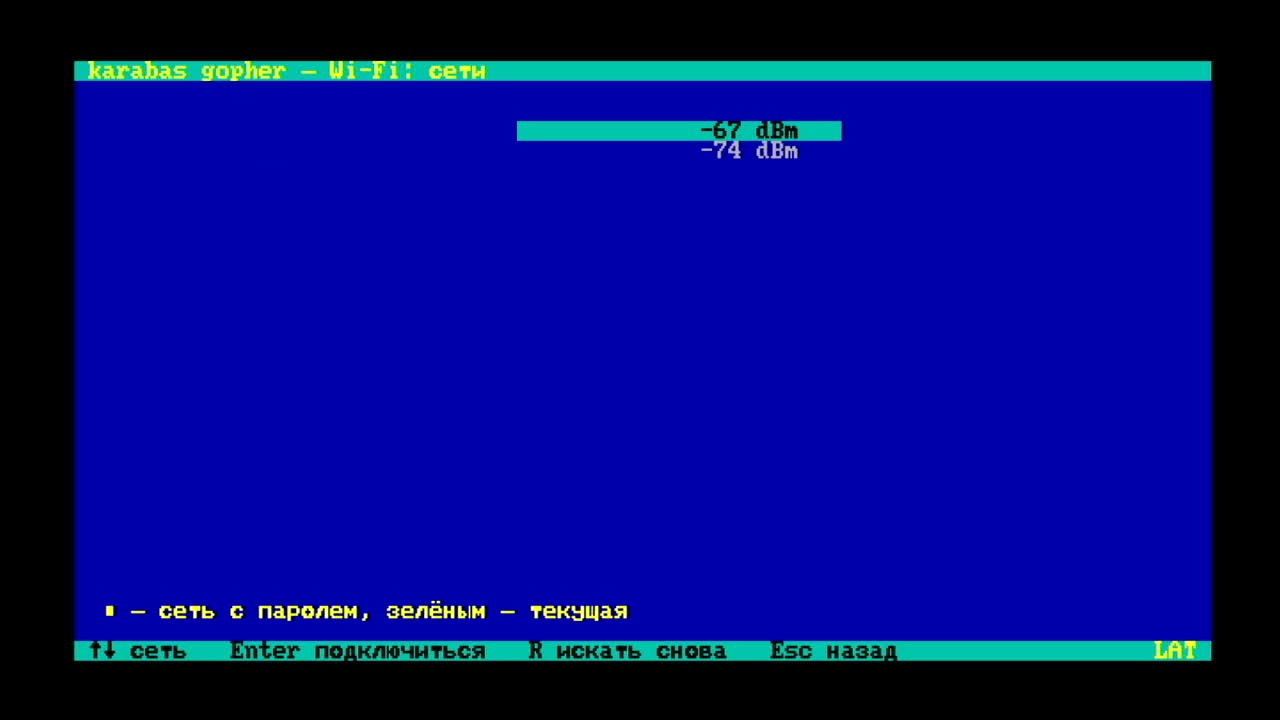 karabas gopher — Wi-Fi: сети
-67 dBm
-74 dBm
▪ — сеть с паролем, зелёным — текущая
↑↓ сеть   Enter подключиться   R искать снова   Esc назад   LAT